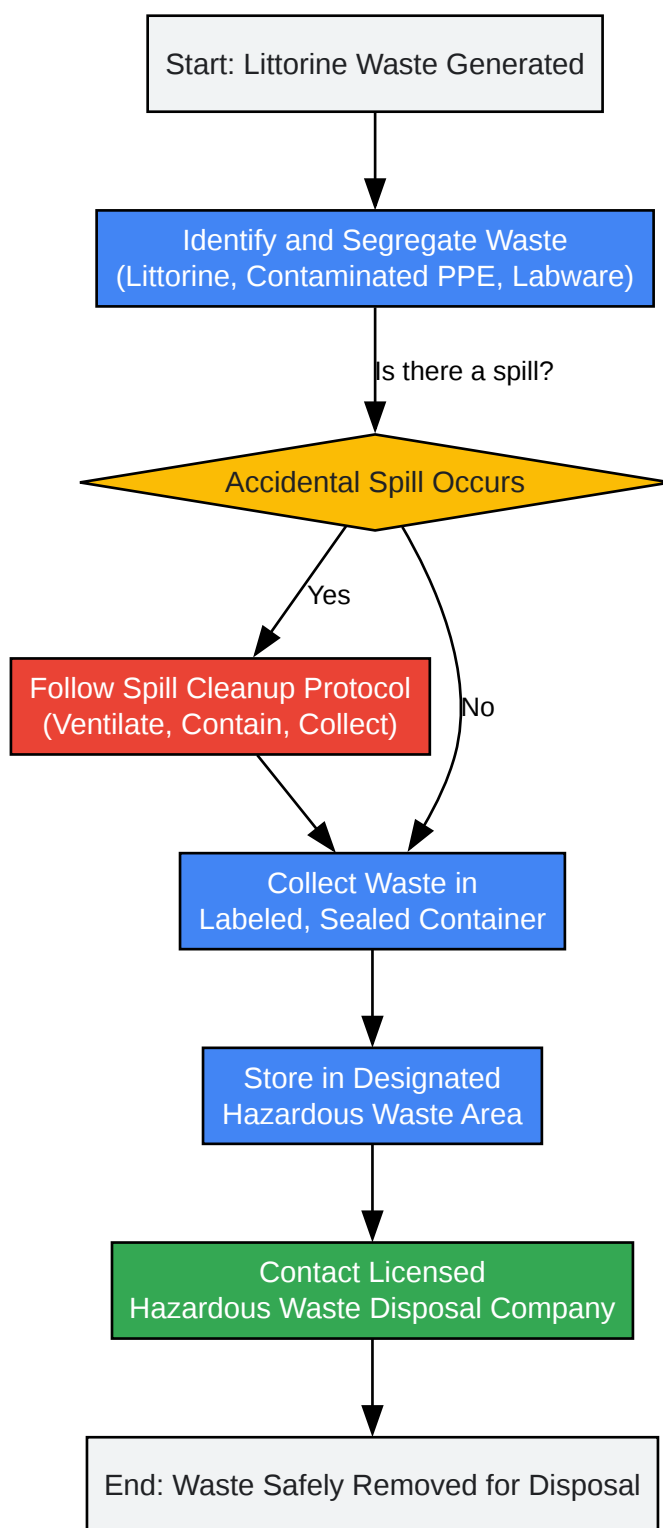 Start: Littorine Waste Generated
Identify and Segregate Waste
(Littorine, Contaminated PPE, Labware)
Is there a spill?
Accidental Spill Occurs
Yes
Follow Spill Cleanup Protocol
(Ventilate, Contain, Collect)
No
Collect Waste in
Labeled, Sealed Container
Store in Designated
Hazardous Waste Area
Contact Licensed
Hazardous Waste Disposal Company
End: Waste Safely Removed for Disposal